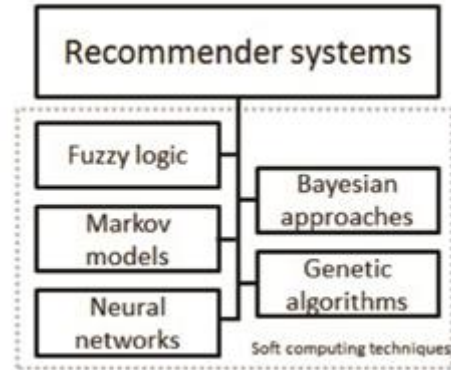 Recommender systems
Fuzzy logic
Bayesian
approaches
Markov
models
Genetic
algorithms
Neural
networks
Soft computing techniques